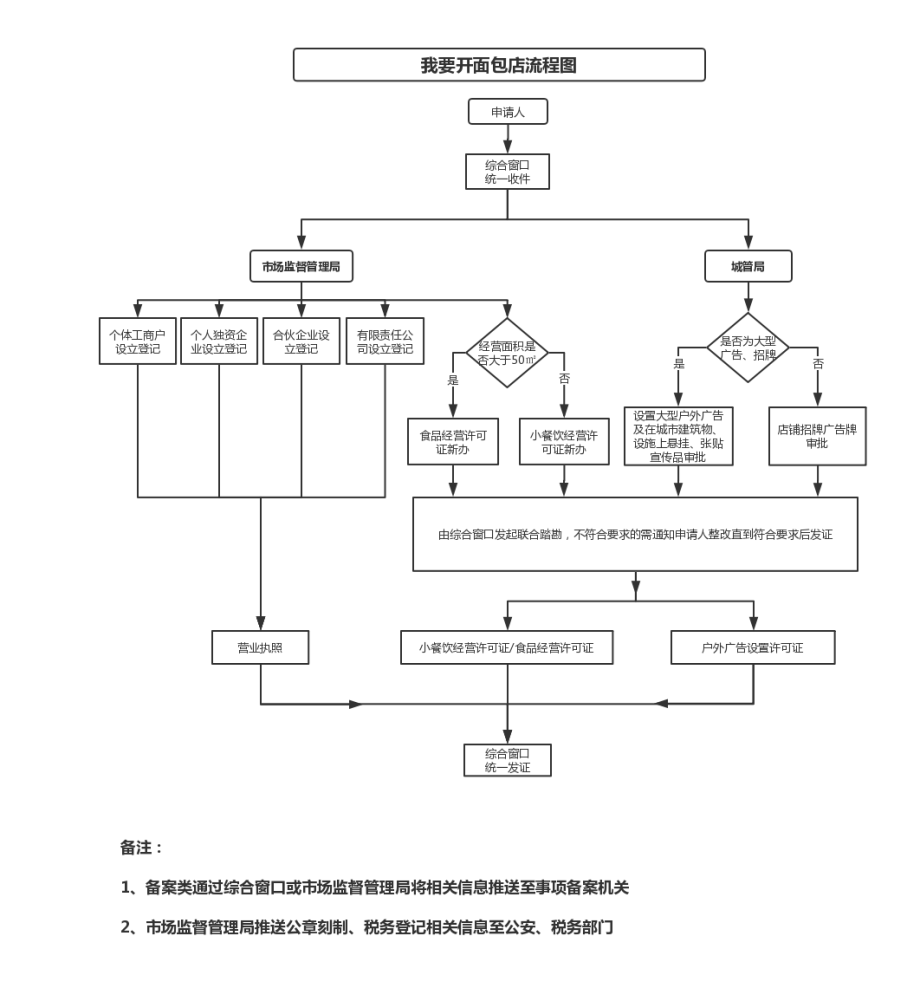 我要开面包店流程图
申请人
综合窗口
统一收件
市场监督管理局
城管局
个体工商户
设立登记
个人独资企
业设立登记
合伙企业设
立登记
有限责任公
司设立登记
经营面积是
否大于50㎡
是否为大型
广告、招牌
是
否
是
否
食品经营许可
证新办
小餐饮经营许
可证新办
设置大型户外广告
及在城市建筑物、
设施上悬挂、张贴
宣传品审批
店铺招牌广告牌
审批
由综合窗口发起联合踏勘，不符合要求的需通知申请人整改直到符合要求后发证
营业执照
小餐饮经营许可证/食品经营许可证
户外广告设置许可证
综合窗口
统一发证
备注：
1、备案类通过综合窗口或市场监督管理局将相关信息推送至事项备案机关
2、市场监督管理局推送公章刻制、税务登记相关信息至公安、税务部门